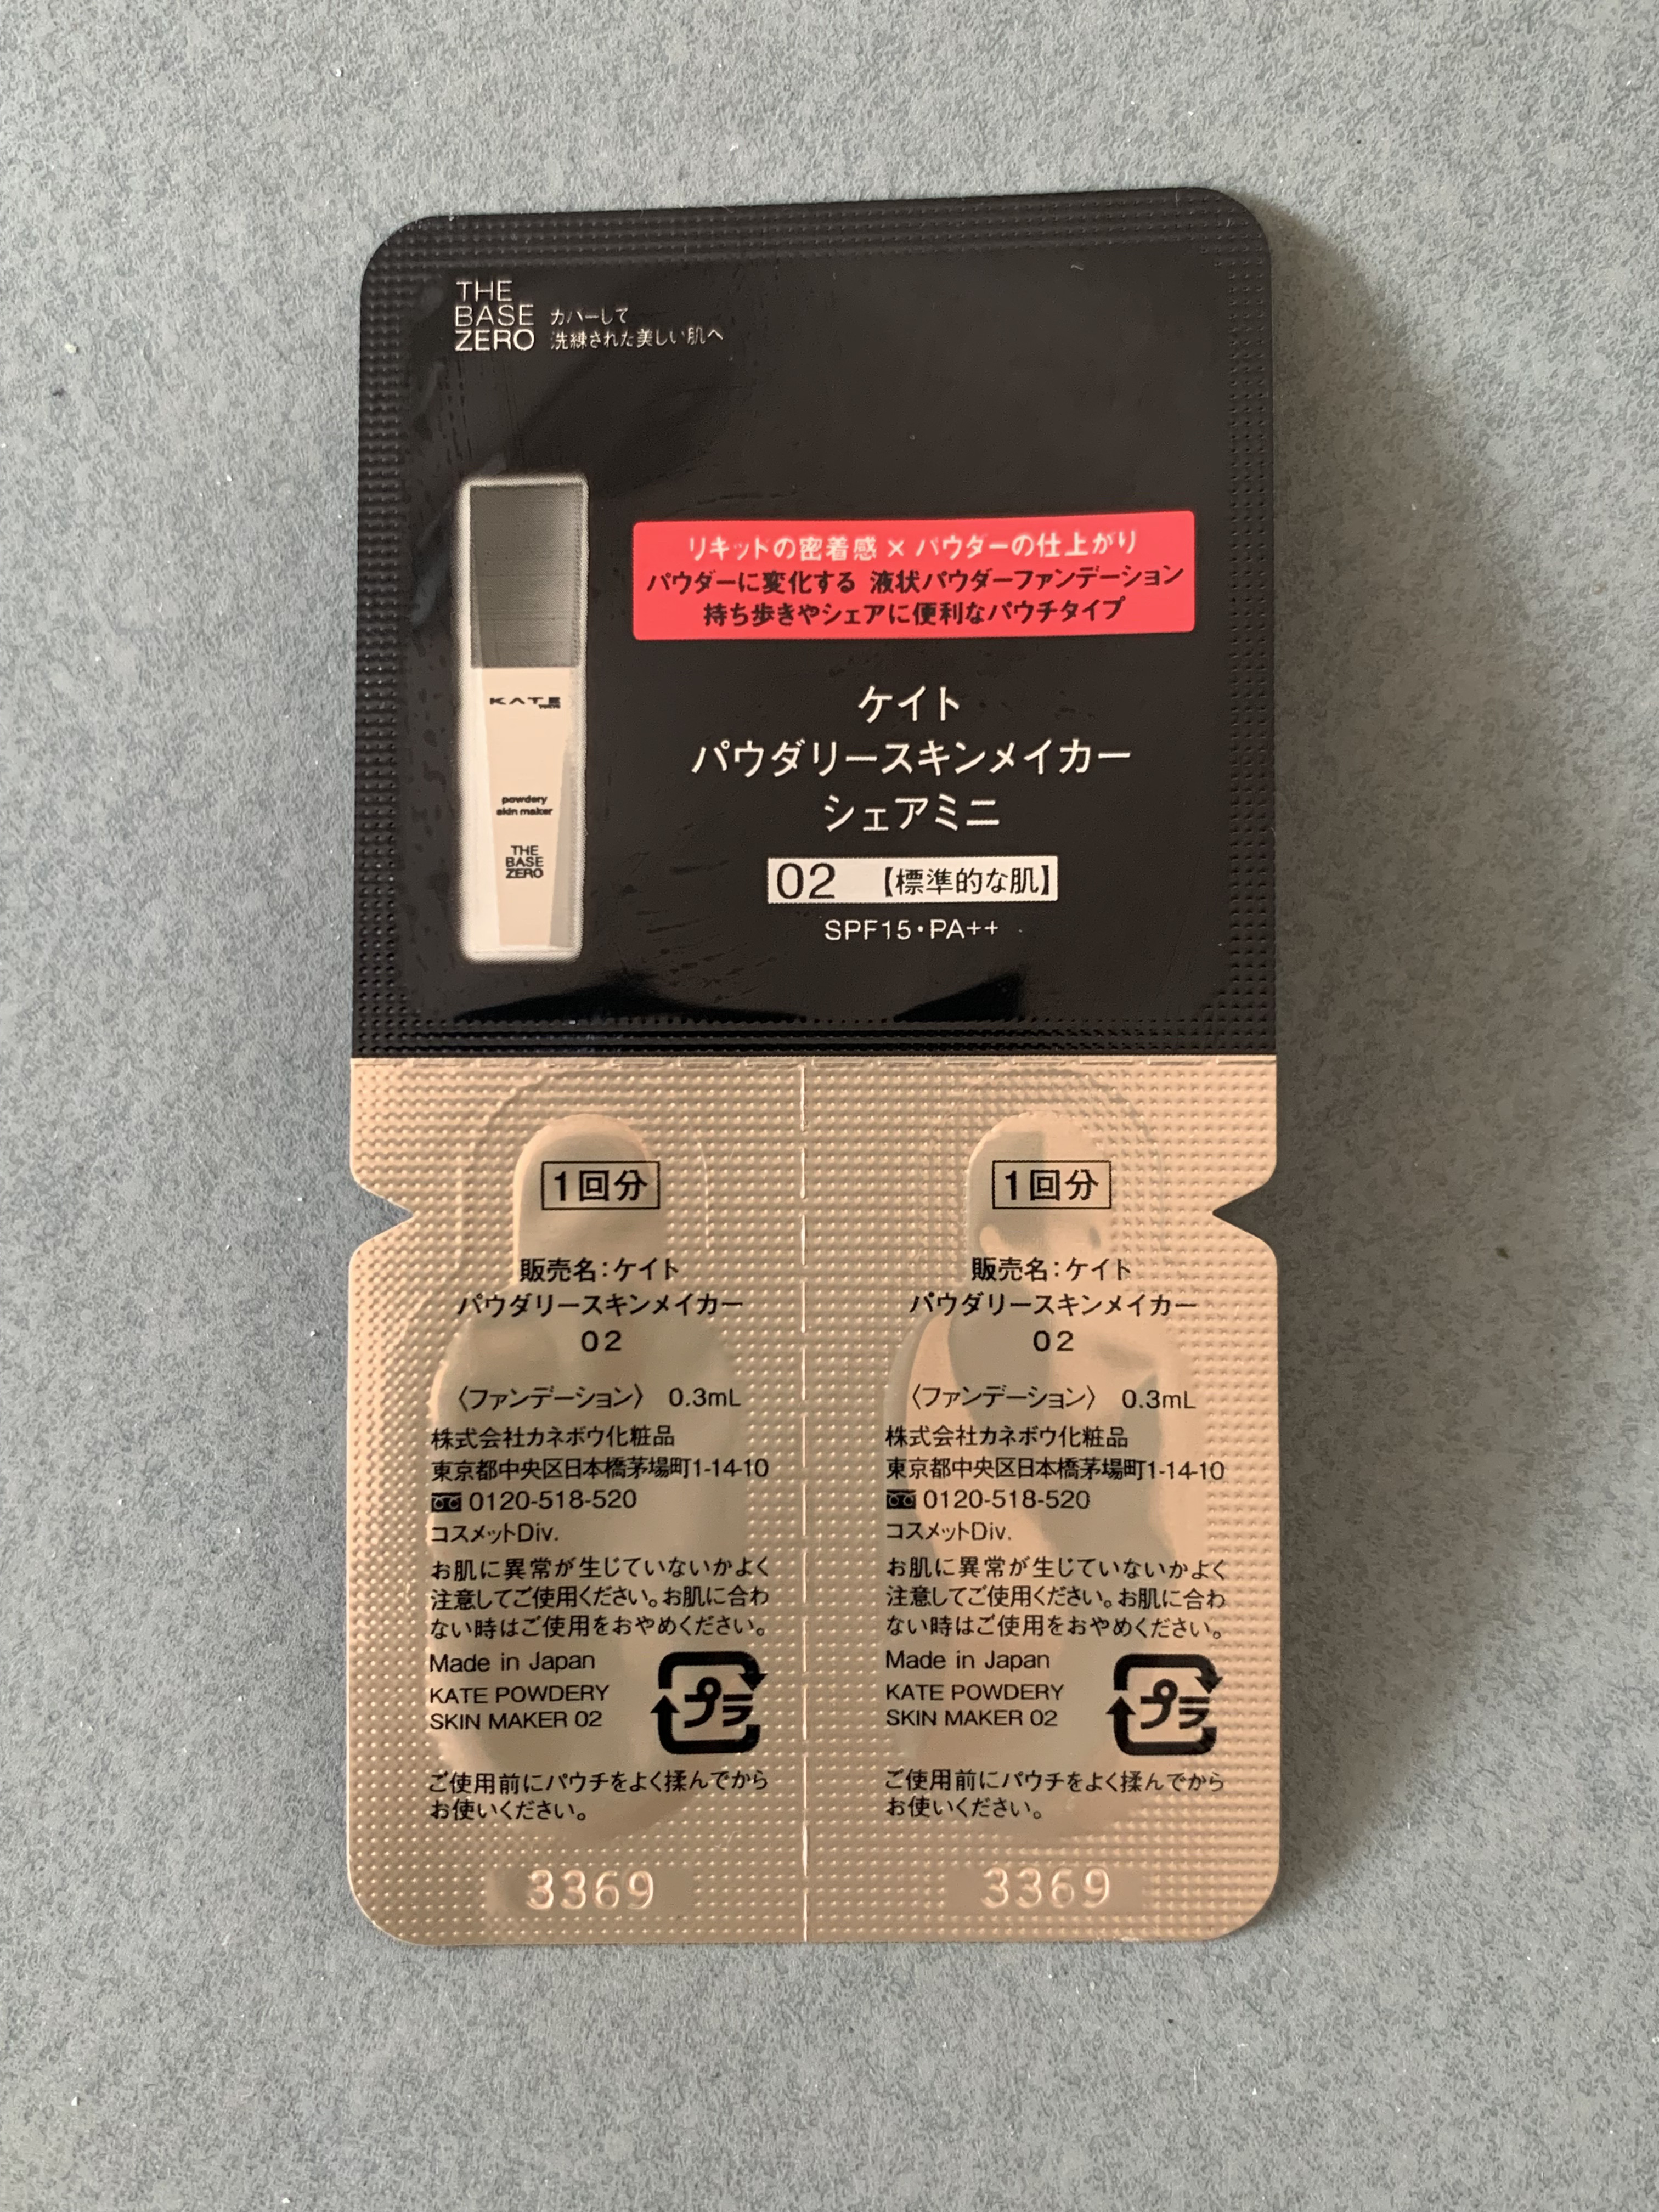 THE
BASE
ZERO
カバーして
洗練された美しい肌へ
リキッドの密着感 × パウダーの仕上がり
パウダーに変化する 液状パウダーファンデーション
持ち歩きやシェアに便利なパウチタイプ
KATE
TOKYO
powdery
skin maker
THE
BASE
ZERO
ケイト
パウダリースキンメイカー
シェアミニ
02 【標準的な肌】
SPF15・PA++
1回分
販売名：ケイト
パウダリースキンメイカー
02
〈ファンデーション〉 0.3mL
株式会社カネボウ化粧品
東京都中央区日本橋茅場町1-14-10
0120-518-520
コスメットDiv.
お肌に異常が生じていないかよく
注意してご使用ください。お肌に合わ
ない時はご使用をおやめください。
Made in Japan
KATE POWDERY
SKIN MAKER 02
プラ
ご使用前にパウチをよく揉んでから
お使いください。
3369
1回分
販売名：ケイト
パウダリースキンメイカー
02
〈ファンデーション〉 0.3mL
株式会社カネボウ化粧品
東京都中央区日本橋茅場町1-14-10
0120-518-520
コスメットDiv.
お肌に異常が生じていないかよく
注意してご使用ください。お肌に合わ
ない時はご使用をおやめください。
Made in Japan
KATE POWDERY
SKIN MAKER 02
プラ
ご使用前にパウチをよく揉んでから
お使いください。
3369